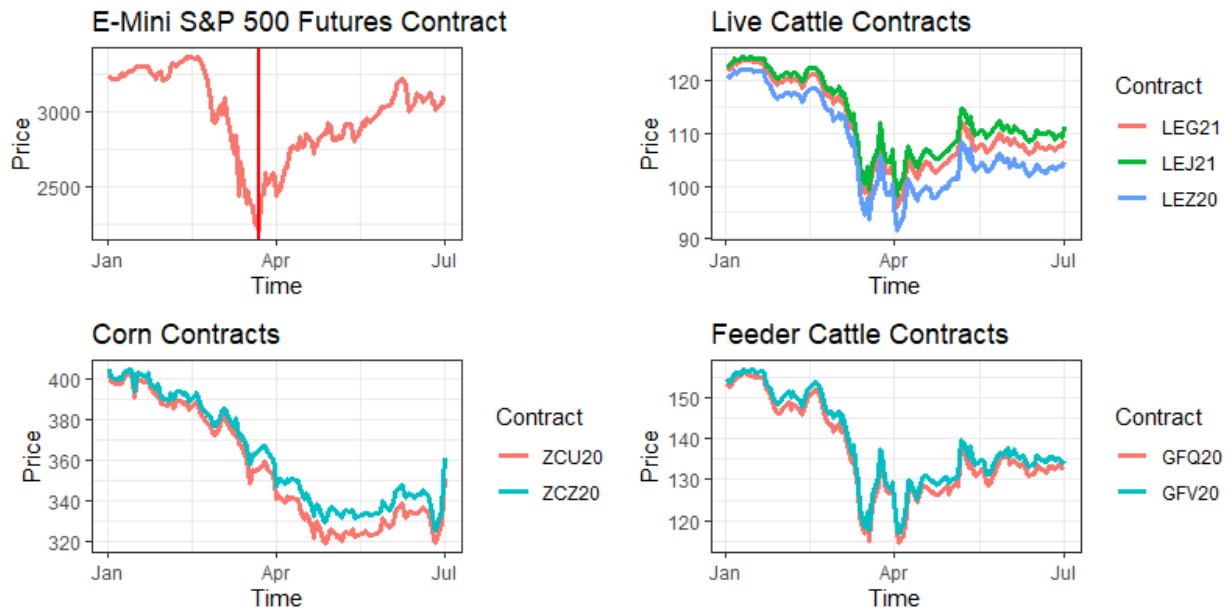 E-Mini S&P 500 Futures Contract
3000
2500
Price
Jan Apr Jul
Time
Live Cattle Contracts
120
110
100
90
Price
Jan Apr Jul
Time
Contract
LEG21
LEJ21
LEZ20
Corn Contracts
400
380
360
340
320
Price
Jan Apr Jul
Time
Contract
ZCU20
ZCZ20
Feeder Cattle Contracts
150
140
130
120
Price
Jan Apr Jul
Time
Contract
GFQ20
GFV20